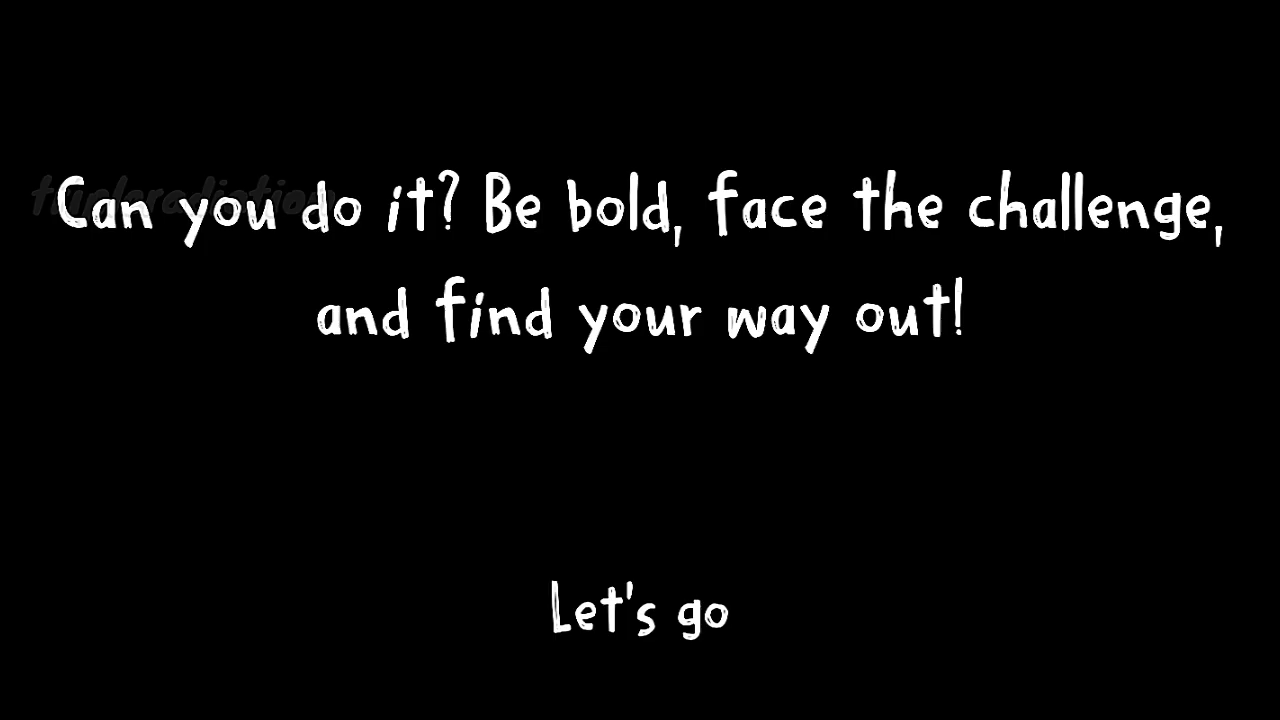 Can you do it? Be bold, face the challenge,
and find your way out!
Let's go